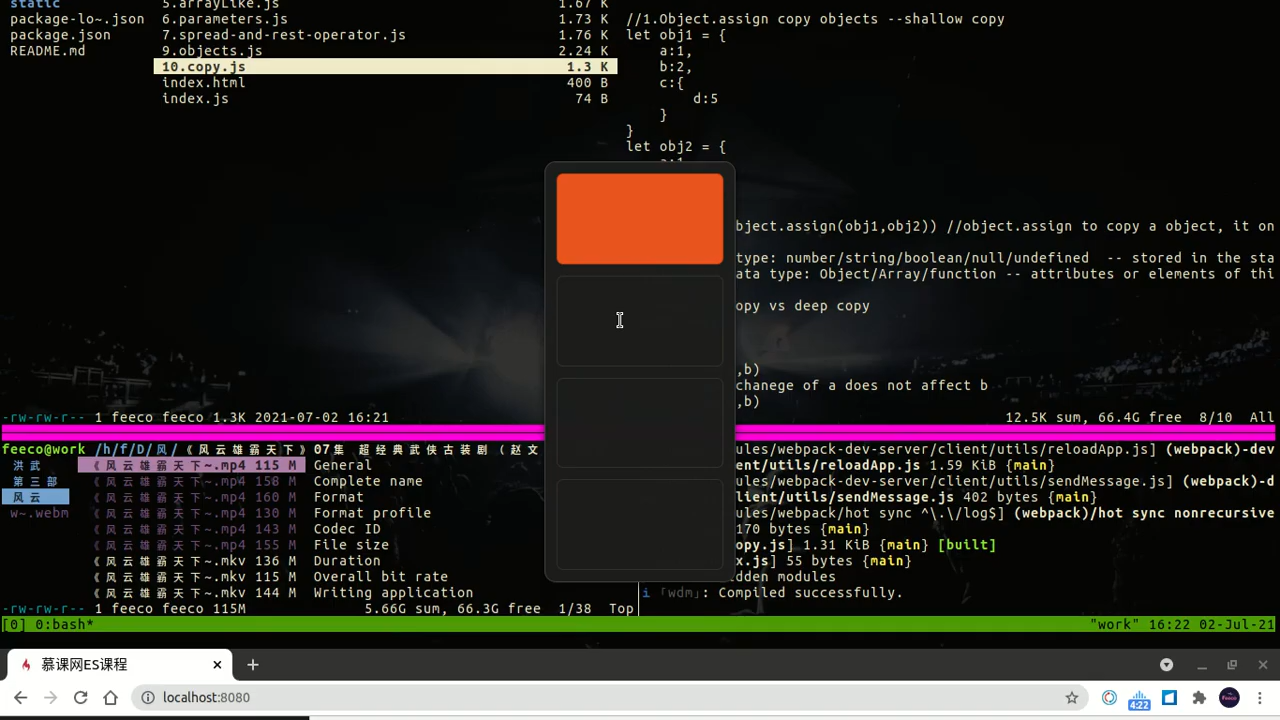 static
package-lo~.json
package.json
README.md
5.arrayLike.js 1.67 K
6.parameters.js 1.73 K
7.spread-and-rest-operator.js 1.76 K
9.objects.js 2.24 K
10.copy.js 1.3 K
index.html 400 B
index.js 74 B
//1.Object.assign copy objects --shallow copy
let obj1 = {
a:1,
b:2,
c:{
d:5
}
}
let obj2 = {
bject.assign(obj1,obj2)) //object.assign to copy a object, it on
type: number/string/boolean/null/undefined -- stored in the sta
ata type: Object/Array/function -- attributes or elements of thi
opy vs deep copy
,b)
chanege of a does not affect b
,b)
-rw-rw-r-- 1 feeco feeco 1.3K 2021-07-02 16:21 12.5K sum, 66.4G free 8/10 All
feeco@work /h/f/D/风/《风云雄霸天下》07集 超经典武侠古装剧（赵文
洪武
第三部
风云
w~.webm
《风云雄霸天下~.mp4 115 M
《风云雄霸天下~.mp4 158 M
《风云雄霸天下~.mp4 160 M
《风云雄霸天下~.mp4 130 M
《风云雄霸天下~.mp4 143 M
《风云雄霸天下~.mp4 155 M
《风云雄霸天下~.mkv 136 M
《风云雄霸天下~.mkv 115 M
《风云雄霸天下~.mkv 144 M
General
Complete name
Format
Format profile
Codec ID
File size
Duration
Overall bit rate
Writing application
-rw-rw-r-- 1 feeco feeco 115M 5.66G sum, 66.3G free 1/38 Top
ules/webpack-dev-server/client/utils/reloadApp.js] (webpack)-dev
ent/utils/reloadApp.js 1.59 KiB {main}
ules/webpack-dev-server/client/utils/sendMessage.js] (webpack)-d
lient/utils/sendMessage.js 402 bytes {main}
ules/webpack/hot sync ^\.\/log$] (webpack)/hot sync nonrecursive
170 bytes {main}
opy.js] 1.31 KiB {main} [built]
x.js] 55 bytes {main}
dden modules
i ｢wdm｣: Compiled successfully.
[0] 0:bash* "work" 16:22 02-Jul-21
慕课网ES课程
localhost:8080
4:22